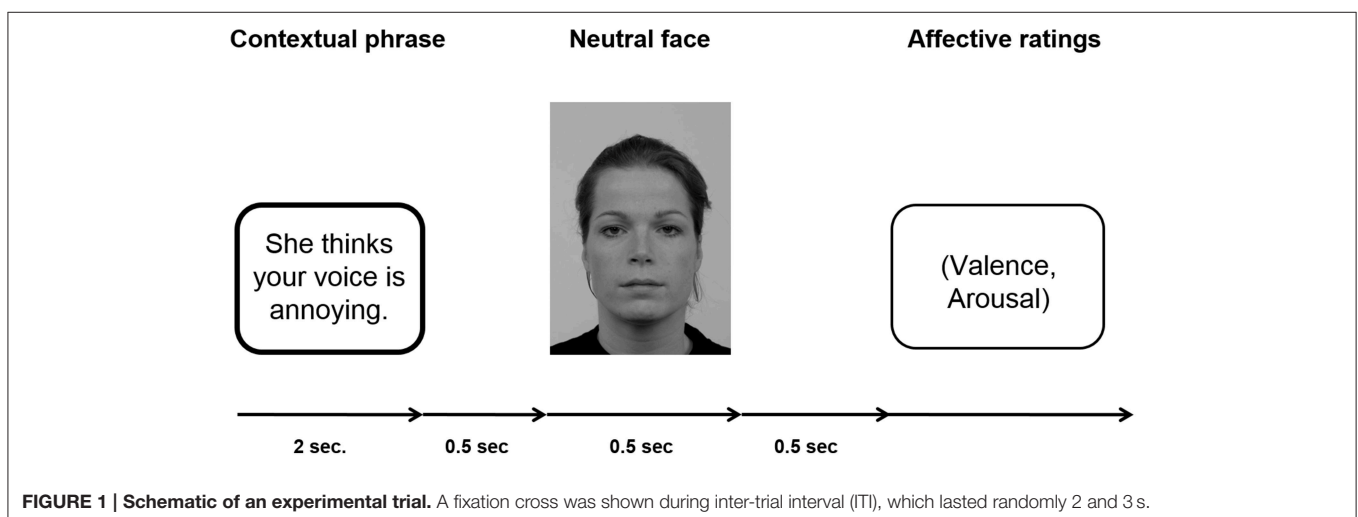 Contextual phrase Neutral face Affective ratings
She thinks
your voice is
annoying.
(Valence,
Arousal)
2 sec. 0.5 sec 0.5 sec 0.5 sec
FIGURE 1 | Schematic of an experimental trial. A fixation cross was shown during inter-trial interval (ITI), which lasted randomly 2 and 3 s.